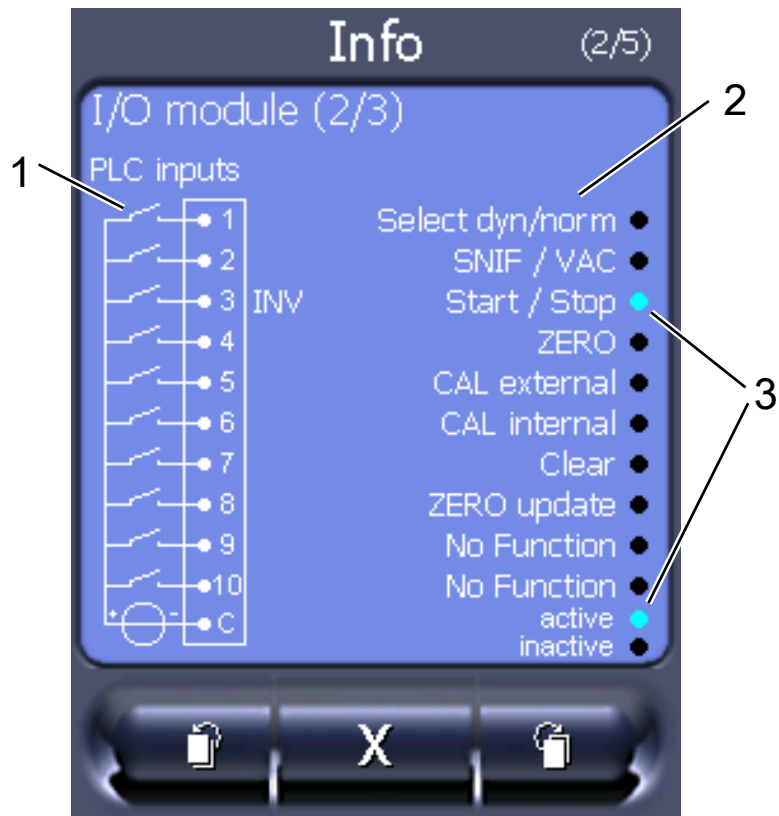 Info (2/5)
I/O module (2/3)
2
PLC inputs
1
1 Select dyn/norm
2 SNIF / VAC
3 INV Start / Stop
4 ZERO
3
5 CAL external
6 CAL internal
7 Clear
8 ZERO update
9 No Function
10 No Function
+ - C active
inactive
X